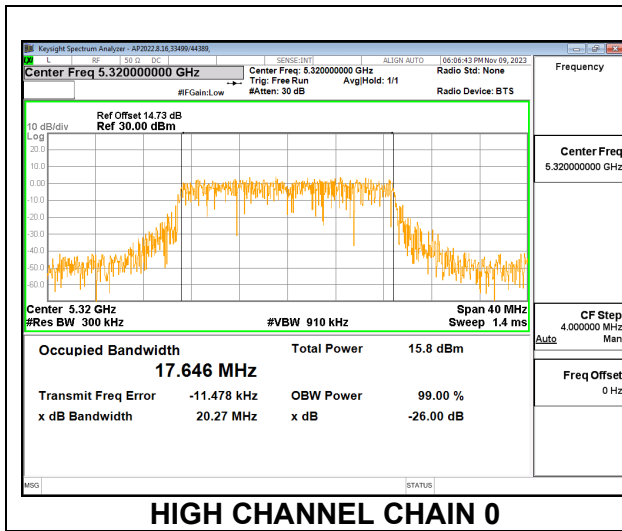 Keysight Spectrum Analyzer - AP2022.8.16,33499/44389,
L RF 50 Ω DC SENSE:INT ALIGN AUTO 06:06:43 PM Nov 09, 2023
Center Freq 5.320000000 GHz
Center Freq: 5.320000000 GHz Radio Std: None
Trig: Free Run Avg|Hold: 1/1
#IFGain:Low #Atten: 30 dB Radio Device: BTS
Frequency
Ref Offset 14.73 dB
10 dB/div Ref 30.00 dBm
Log
20.0
10.0
0.00
-10.0
-20.0
-30.0
-40.0
-50.0
-60.0
Center 5.32 GHz Span 40 MHz
#Res BW 300 kHz #VBW 910 kHz Sweep 1.4 ms
Center Freq
5.320000000 GHz
CF Step
4.000000 MHz
Auto Man
Freq Offset
0 Hz
Occupied Bandwidth Total Power 15.8 dBm
17.646 MHz
Transmit Freq Error -11.478 kHz OBW Power 99.00 %
x dB Bandwidth 20.27 MHz x dB -26.00 dB
MSG STATUS
HIGH CHANNEL CHAIN 0